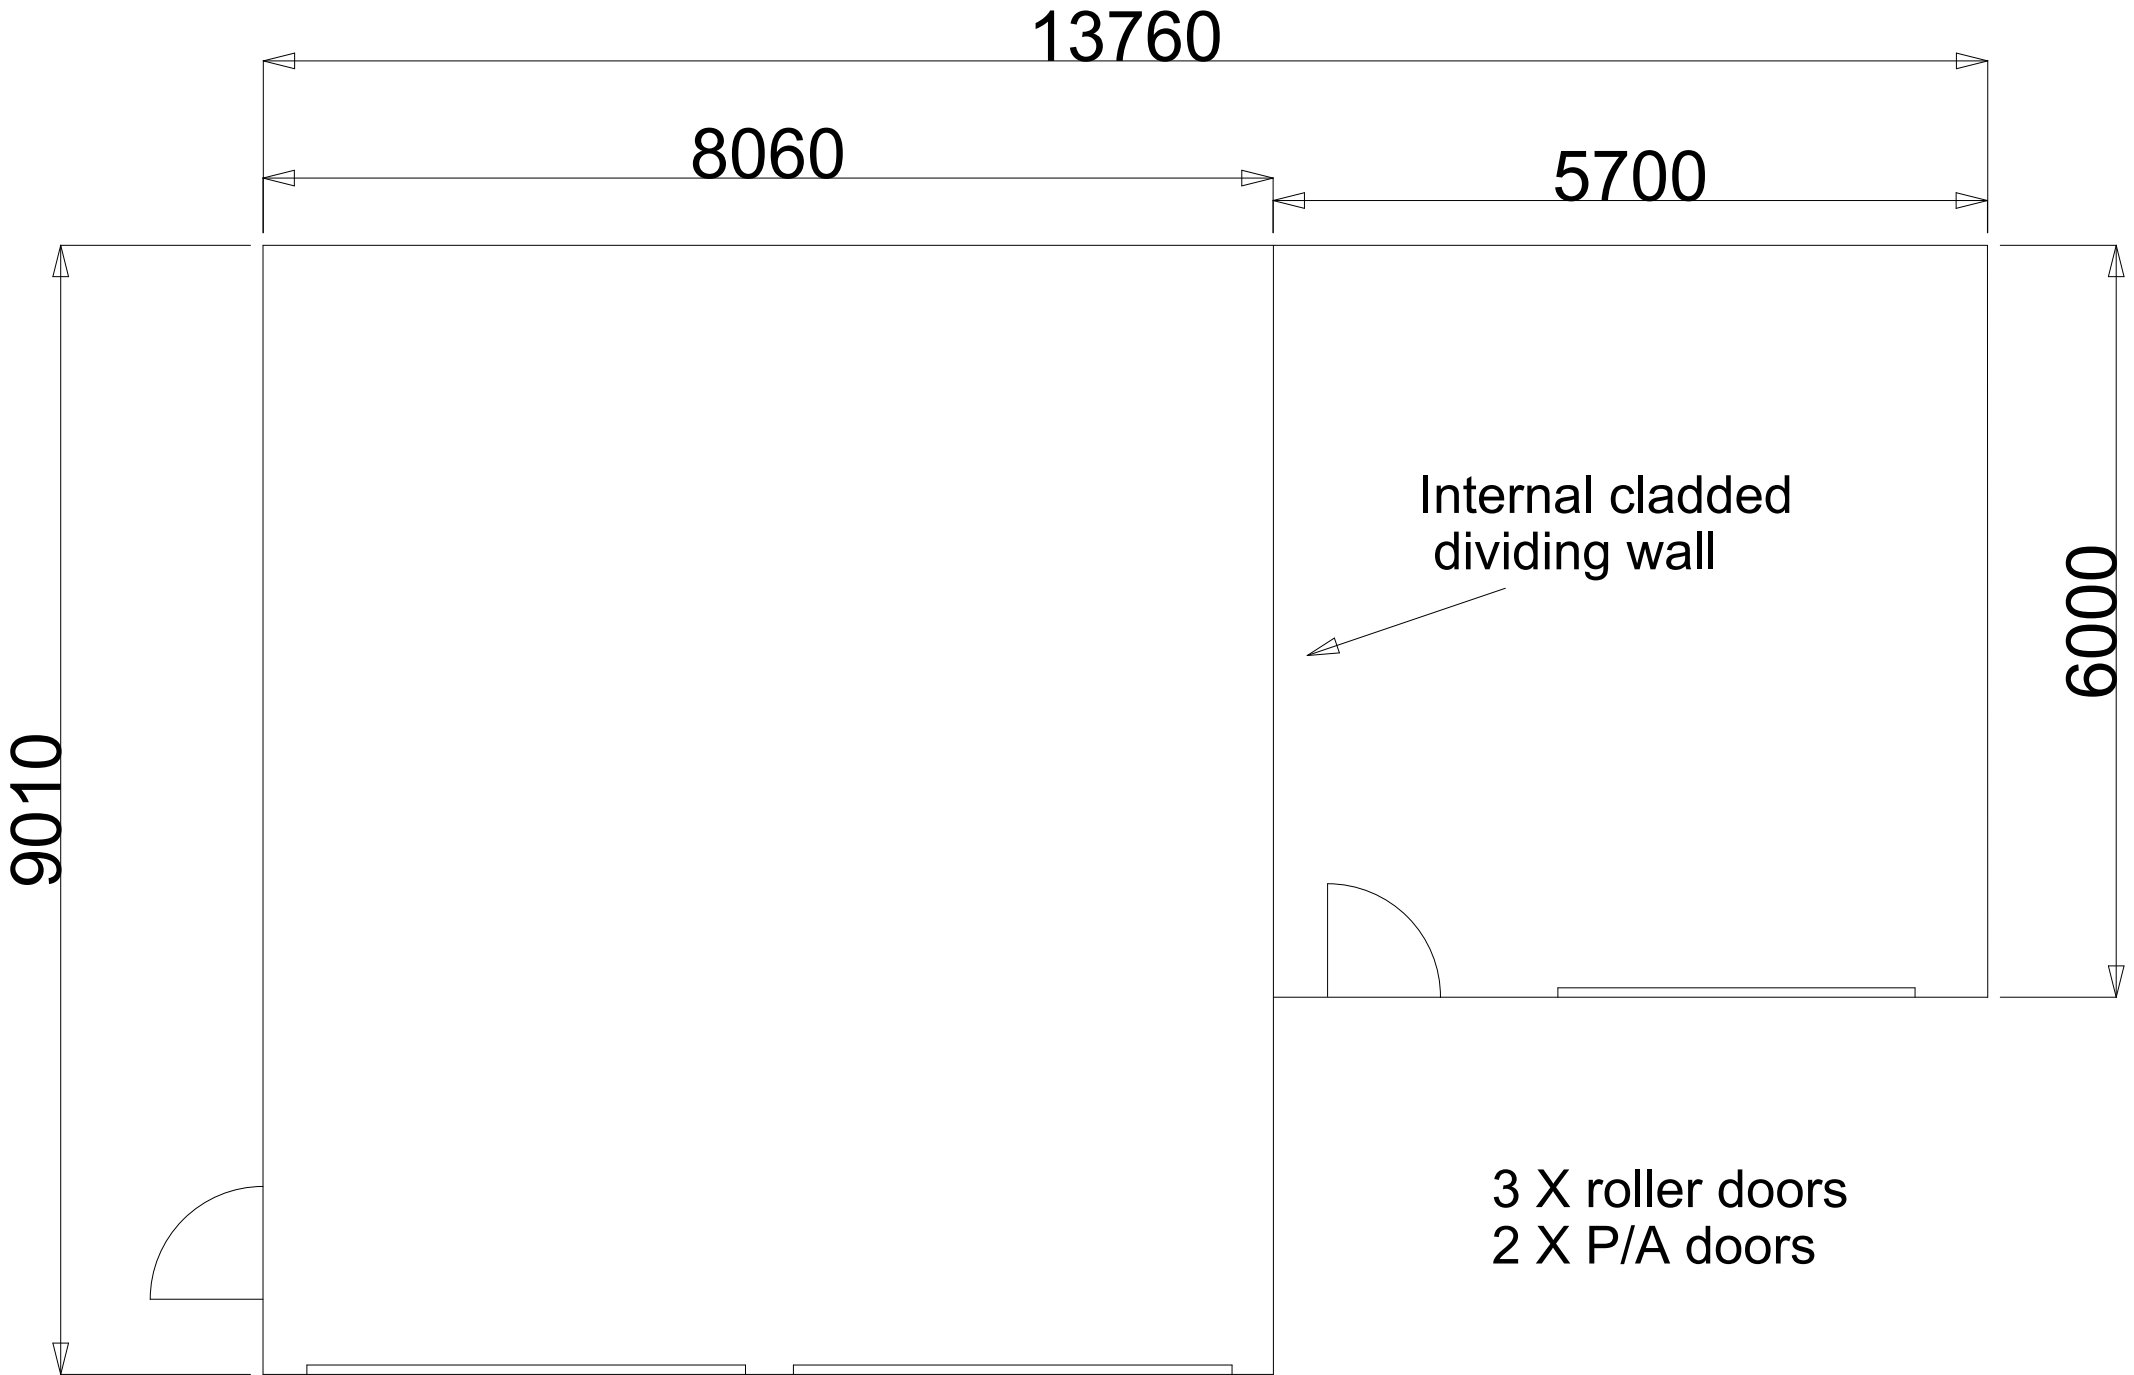 13760
8060
5700
Internal cladded
dividing wall
6000
9010
3 X roller doors
2 X P/A doors